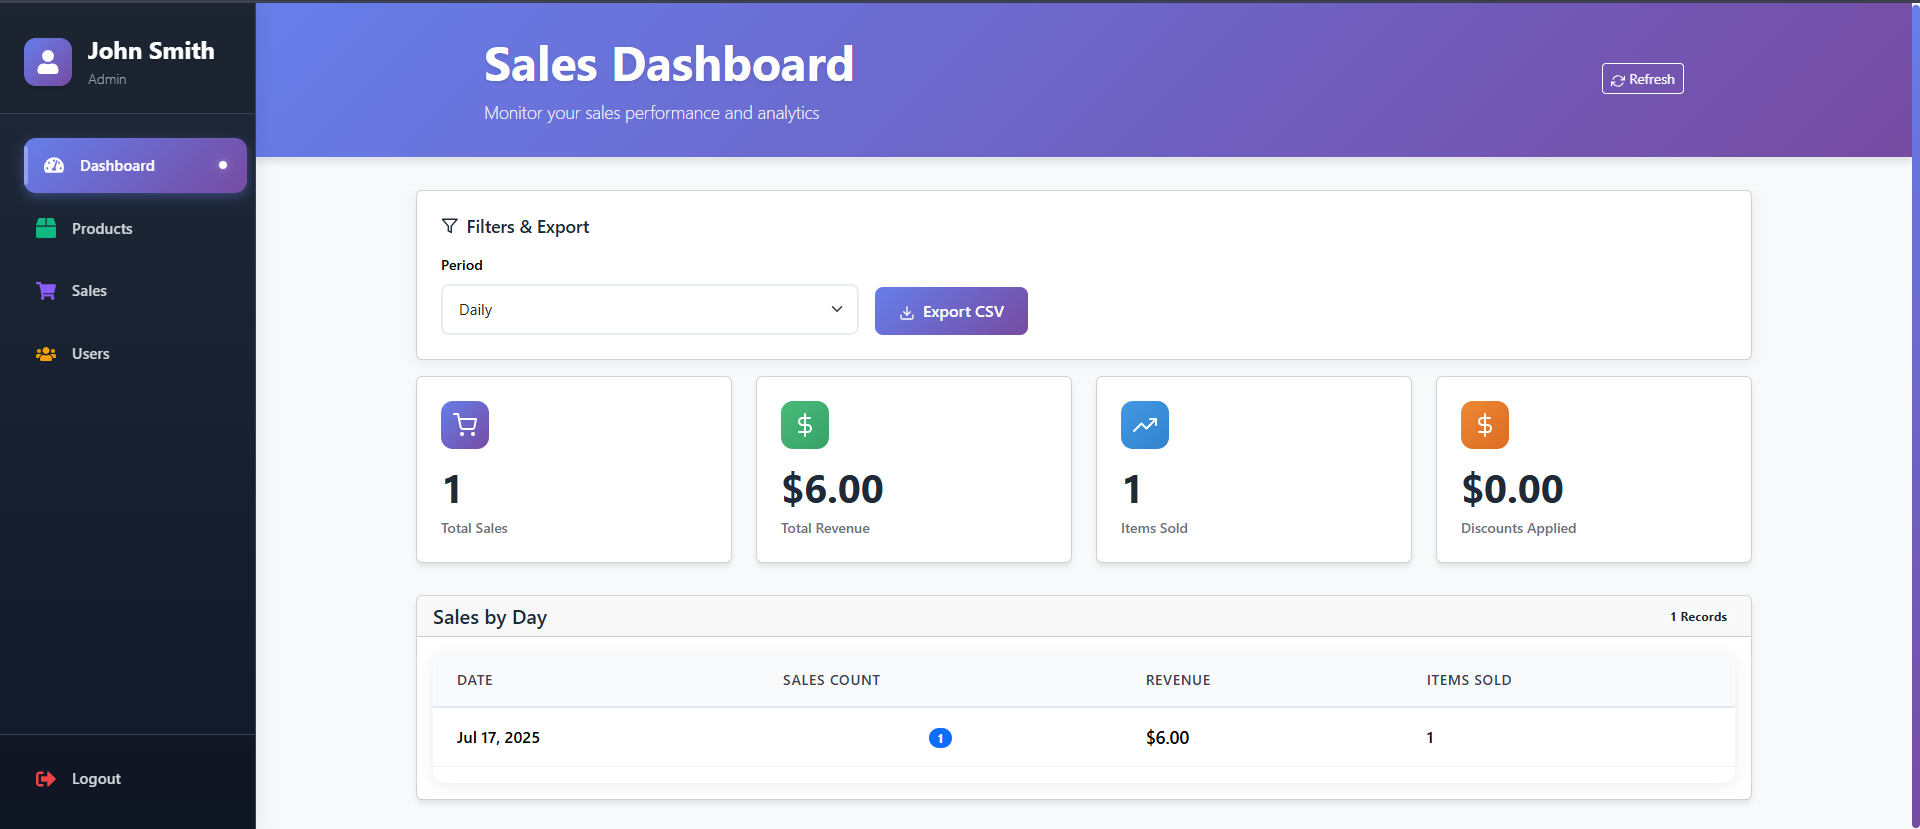 John Smith
Admin
Dashboard
Products
Sales
Users
Logout
Sales Dashboard
Monitor your sales performance and analytics
Refresh
Filters & Export
Period
Daily
Export CSV
1
Total Sales
$6.00
Total Revenue
1
Items Sold
$0.00
Discounts Applied
Sales by Day
1 Records
DATE SALES COUNT REVENUE ITEMS SOLD
Jul 17, 2025 1 $6.00 1